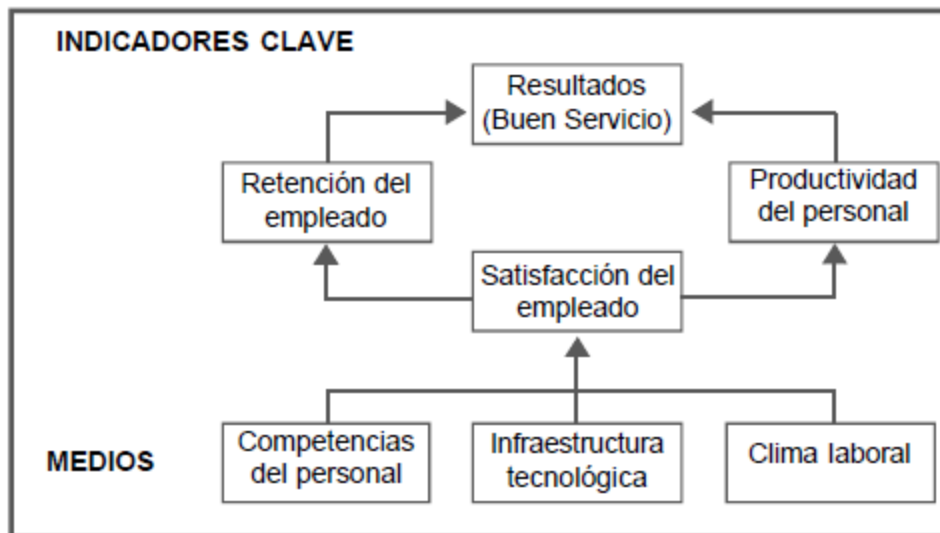 INDICADORES CLAVE
Resultados
(Buen Servicio)
Retención del
empleado
Productividad
del personal
Satisfacción del
empleado
MEDIOS
Competencias
del personal
Infraestructura
tecnológica
Clima laboral